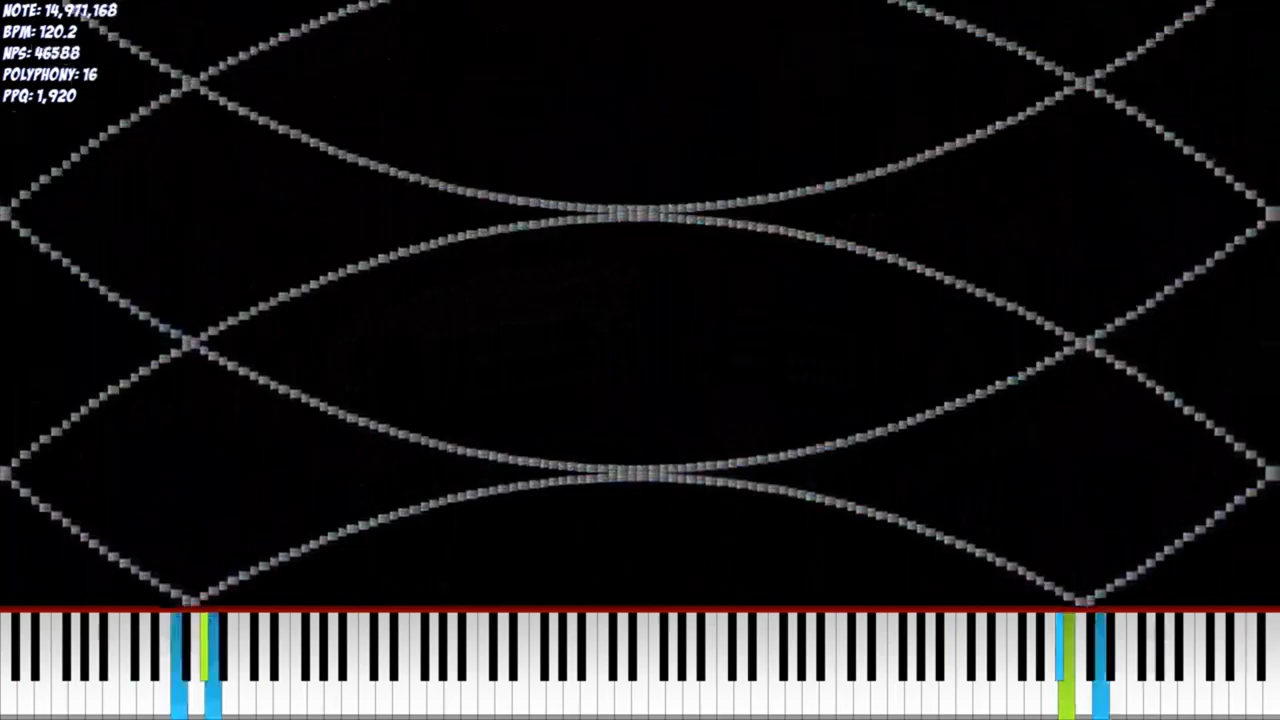 NOTE: 14,971,168
BPM: 120.2
NPS: 46588
POLYPHONY: 16
PPQ: 1,920